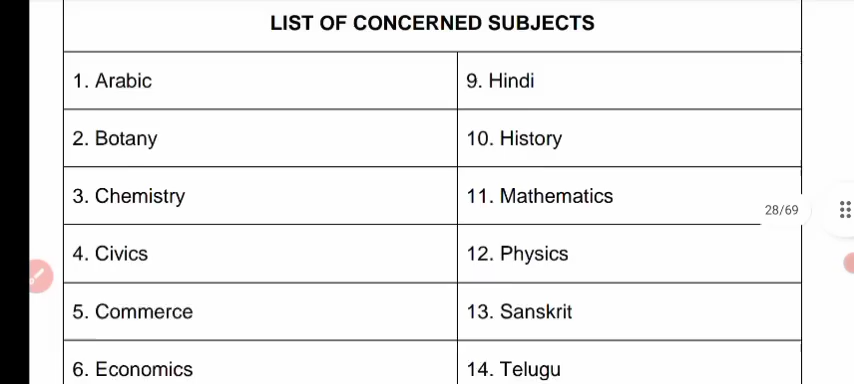 LIST OF CONCERNED SUBJECTS
1. Arabic
9. Hindi
2. Botany
10. History
3. Chemistry
11. Mathematics
28/69
4. Civics
12. Physics
5. Commerce
13. Sanskrit
6. Economics
14. Telugu